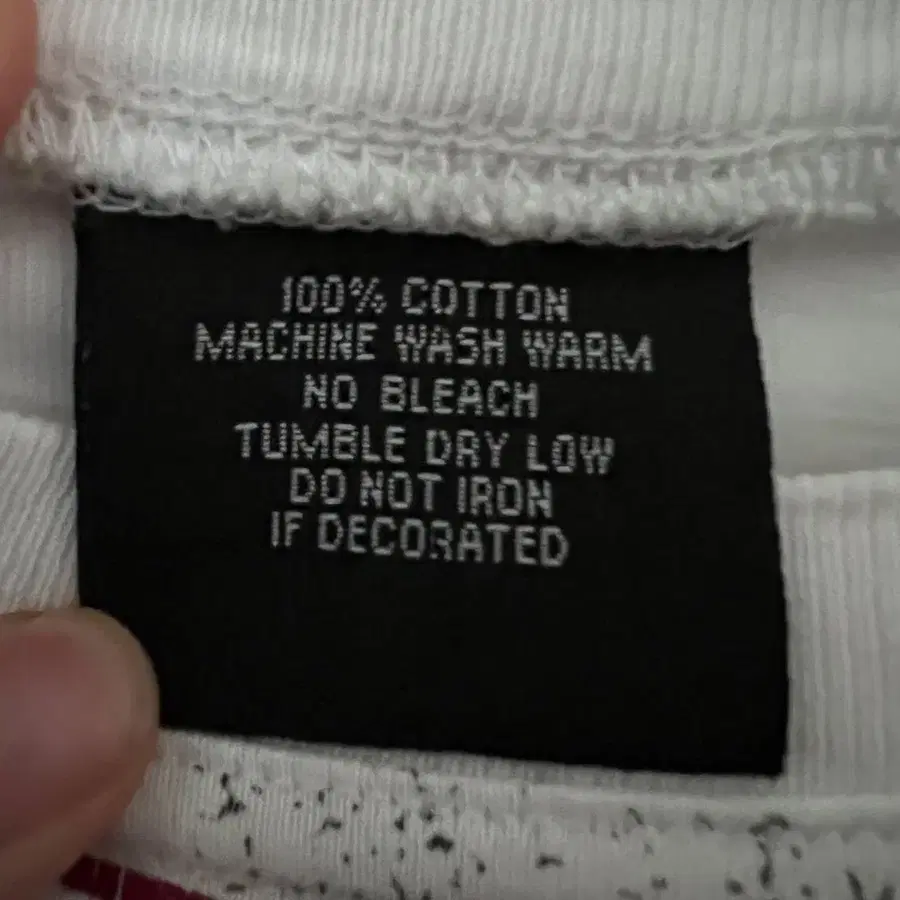 100% COTTON
MACHINE WASH WARM
NO BLEACH
TUMBLE DRY LOW
DO NOT IRON
IF DECORATED